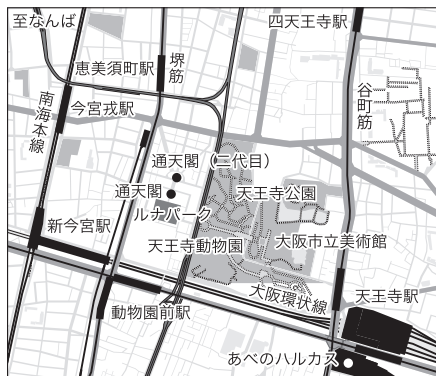 至なんば
四天王寺駅
恵美須町駅
堺筋
谷町筋
今宮戎駅
南海本線
通天閣（二代目）
天王寺公園
通天閣
ルナパーク
新今宮駅
天王寺動物園
大阪市立美術館
大阪環状線
天王寺駅
動物園前駅
あべのハルカス